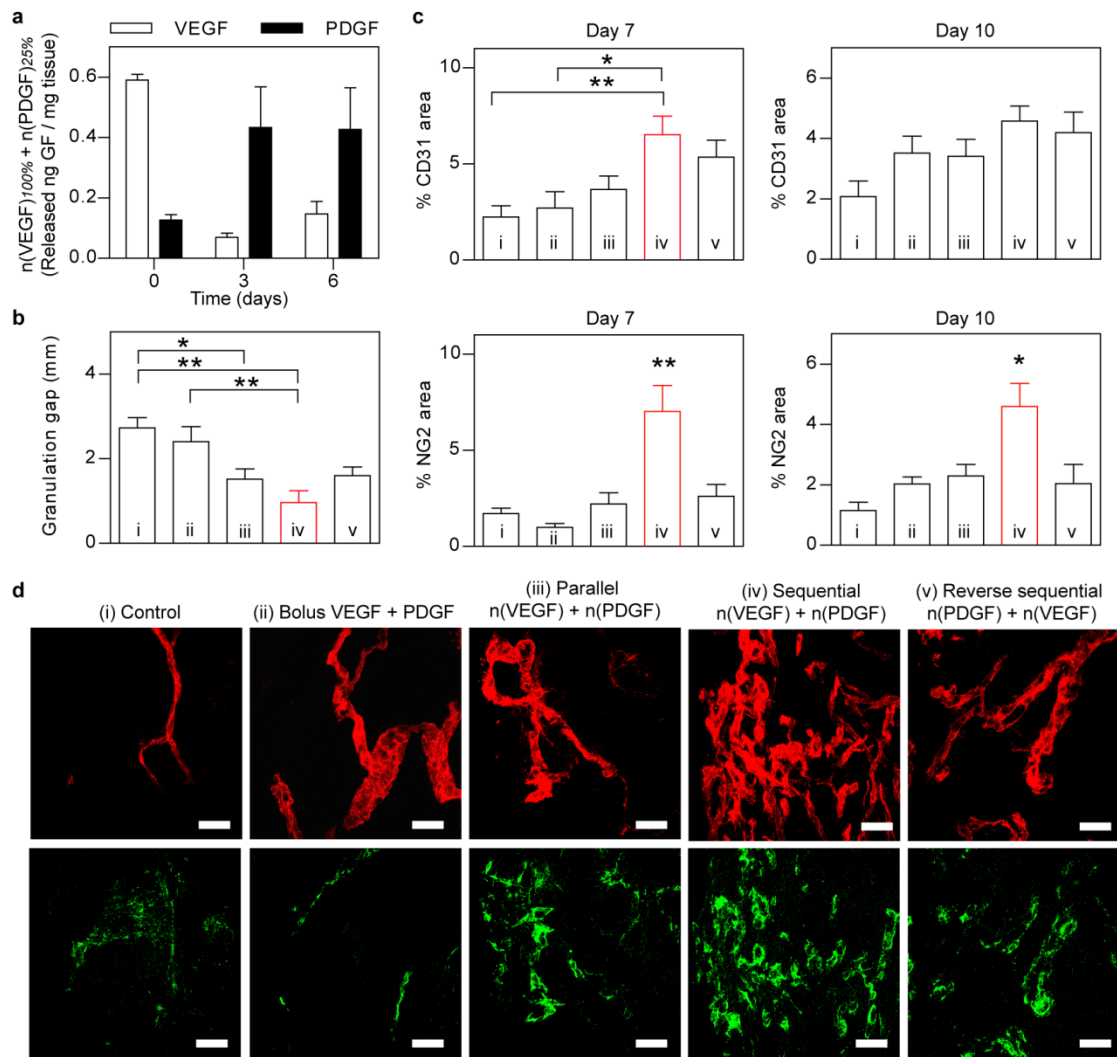 a
VEGF PDGF
n(VEGF)100% + n(PDGF)25%
(Released ng GF / mg tissue)
0.6
0.4
0.2
0.0
0 3 6
Time (days)
b
Granulation gap (mm)
4
2
0
*
**
**
i ii iii iv v
c
Day 7
% CD31 area
10
5
0
*
**
i ii iii iv v
Day 10
% CD31 area
6
4
2
0
i ii iii iv v
Day 7
% NG2 area
10
5
0
**
i ii iii iv v
Day 10
% NG2 area
6
4
2
0
*
i ii iii iv v
d
(i) Control
(ii) Bolus VEGF + PDGF
(iii) Parallel
n(VEGF) + n(PDGF)
(iv) Sequential
n(VEGF) + n(PDGF)
(v) Reverse sequential
n(PDGF) + n(VEGF)